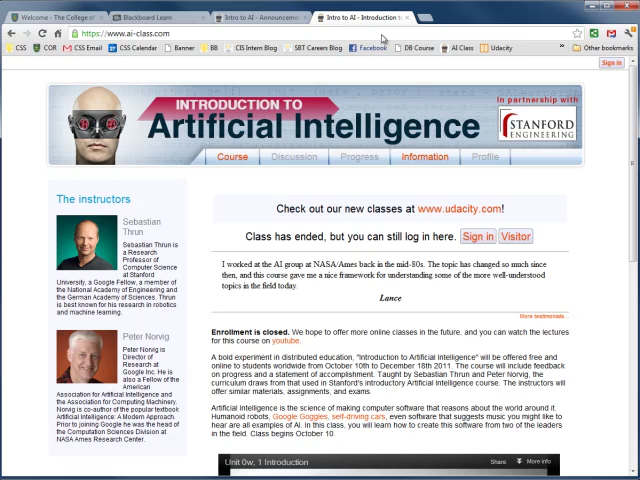 Welcome - The College of
Blackboard Learn
Intro to AI - Announceme
Intro to AI - Introduction to
https://www.ai-class.com
CSS
COR
CSS Email
CSS Calendar
Banner
BB
CIS Intern Blog
SBT Careers Blog
Facebook
DB Course
AI Class
Udacity
Other bookmarks
Sign in
INTRODUCTION TO
Artificial Intelligence
In partnership with
STANFORD
ENGINEERING
Course
Discussion
Progress
Information
Profile
The instructors
Sebastian
Thrun
Sebastian Thrun is
a Research
Professor of
Computer Science
at Stanford
University, a Google Fellow, a member of
the National Academy of Engineering and
the German Academy of Sciences. Thrun
is best known for his research in robotics
and machine learning.
Peter Norvig
Peter Norvig is
Director of
Research at
Google Inc. He is
also a Fellow of the
American
Association for Artificial Intelligence and
the Association for Computing Machinery.
Norvig is co-author of the popular textbook
Artificial Intelligence: A Modern Approach.
Prior to joining Google he was the head of
the Computation Sciences Division at
NASA Ames Research Center.
Check out our new classes at www.udacity.com!
Class has ended, but you can still log in here. Sign in Visitor
I worked at the AI group at NASA/Ames back in the mid-80s. The topic has changed so much since
then, and this course gave me a nice framework for understanding some of the more well-understood
topics in the field today.
Lance
More testimonials...
Enrollment is closed. We hope to offer more online classes in the future, and you can watch the lectures
for this course on youtube.
A bold experiment in distributed education, "Introduction to Artificial Intelligence" will be offered free and
online to students worldwide from October 10th to December 18th 2011. The course will include feedback
on progress and a statement of accomplishment. Taught by Sebastian Thrun and Peter Norvig, the
curriculum draws from that used in Stanford's introductory Artificial Intelligence course. The instructors will
offer similar materials, assignments, and exams.
Artificial Intelligence is the science of making computer software that reasons about the world around it.
Humanoid robots, Google Goggles, self-driving cars, even software that suggests music you might like to
hear are all examples of AI. In this class, you will learn how to create this software from two of the leaders
in the field. Class begins October 10.
Unit 0w, 1 Introduction
Share
More info